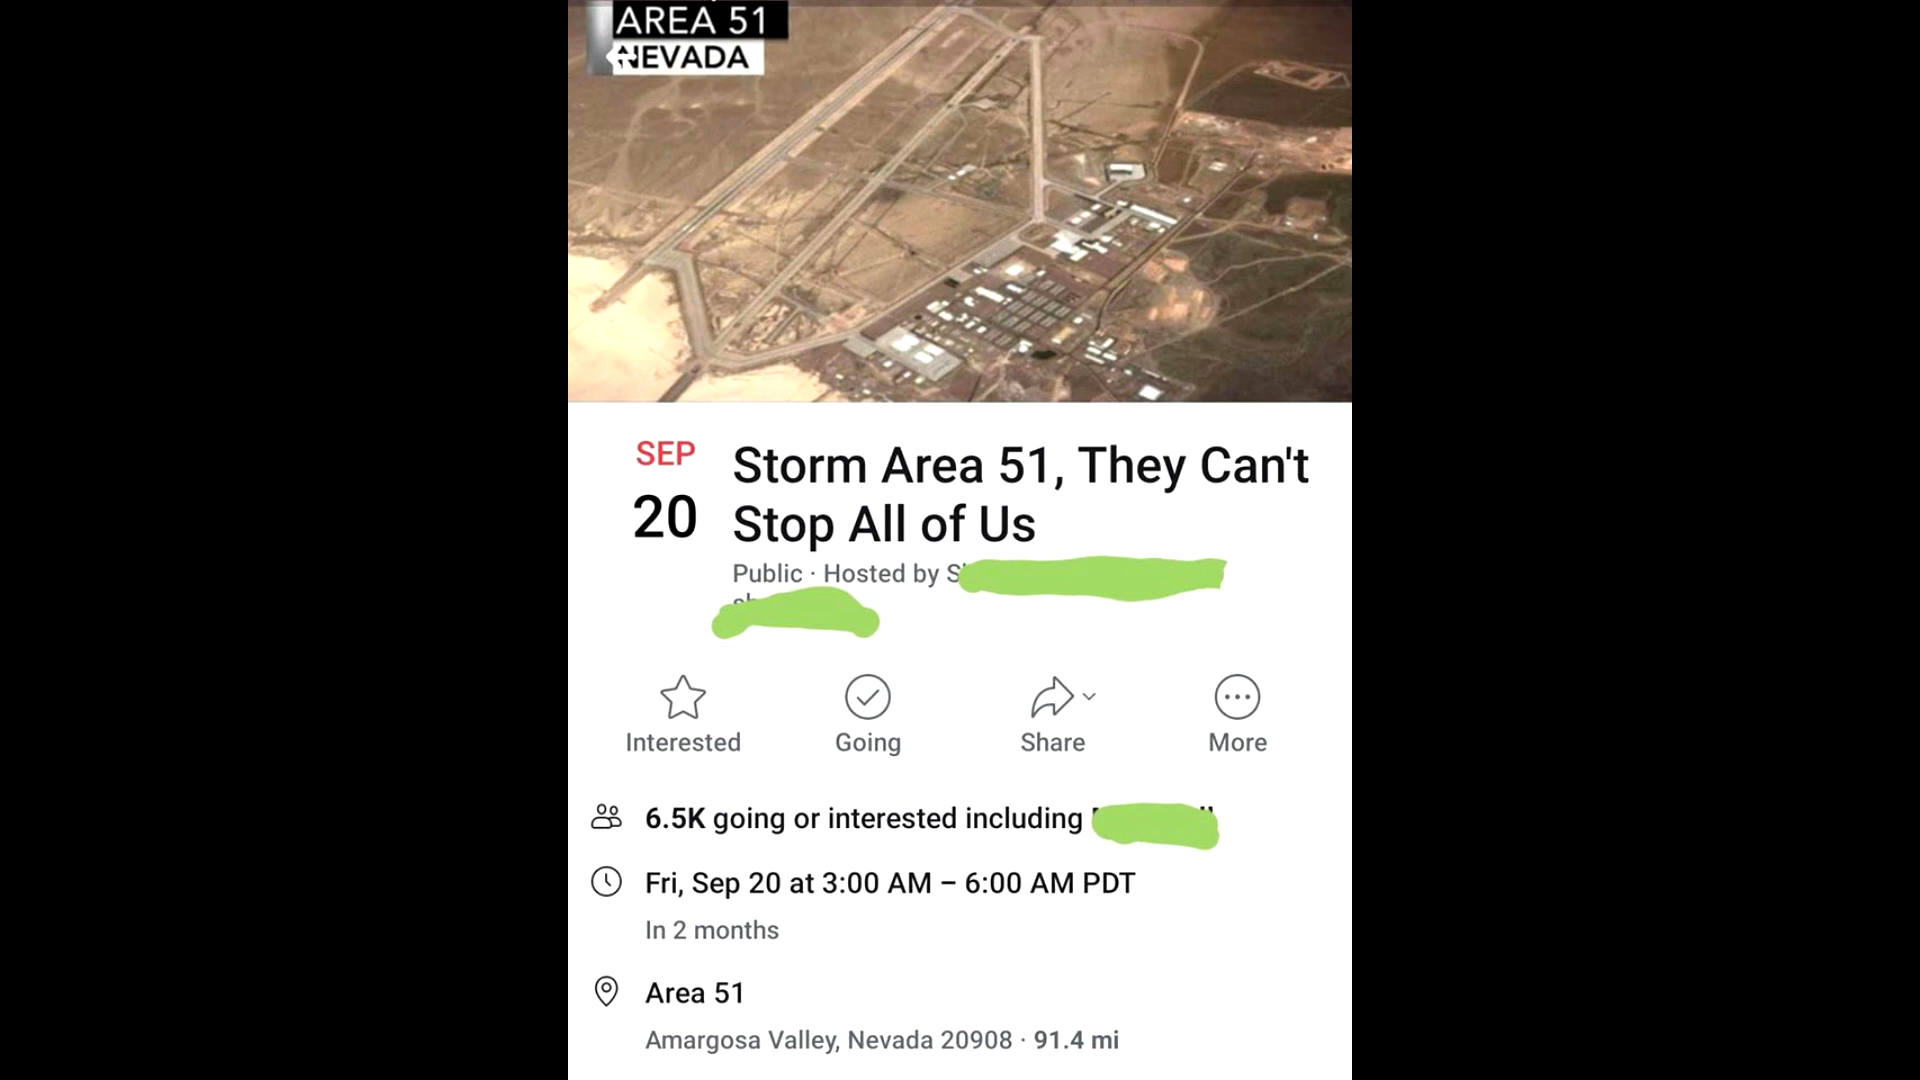 AREA 51
NEVADA
SEP
20
Storm Area 51, They Can't
Stop All of Us
Public · Hosted by
Interested
Going
Share
More
6.5K going or interested including
Fri, Sep 20 at 3:00 AM – 6:00 AM PDT
In 2 months
Area 51
Amargosa Valley, Nevada 20908 · 91.4 mi